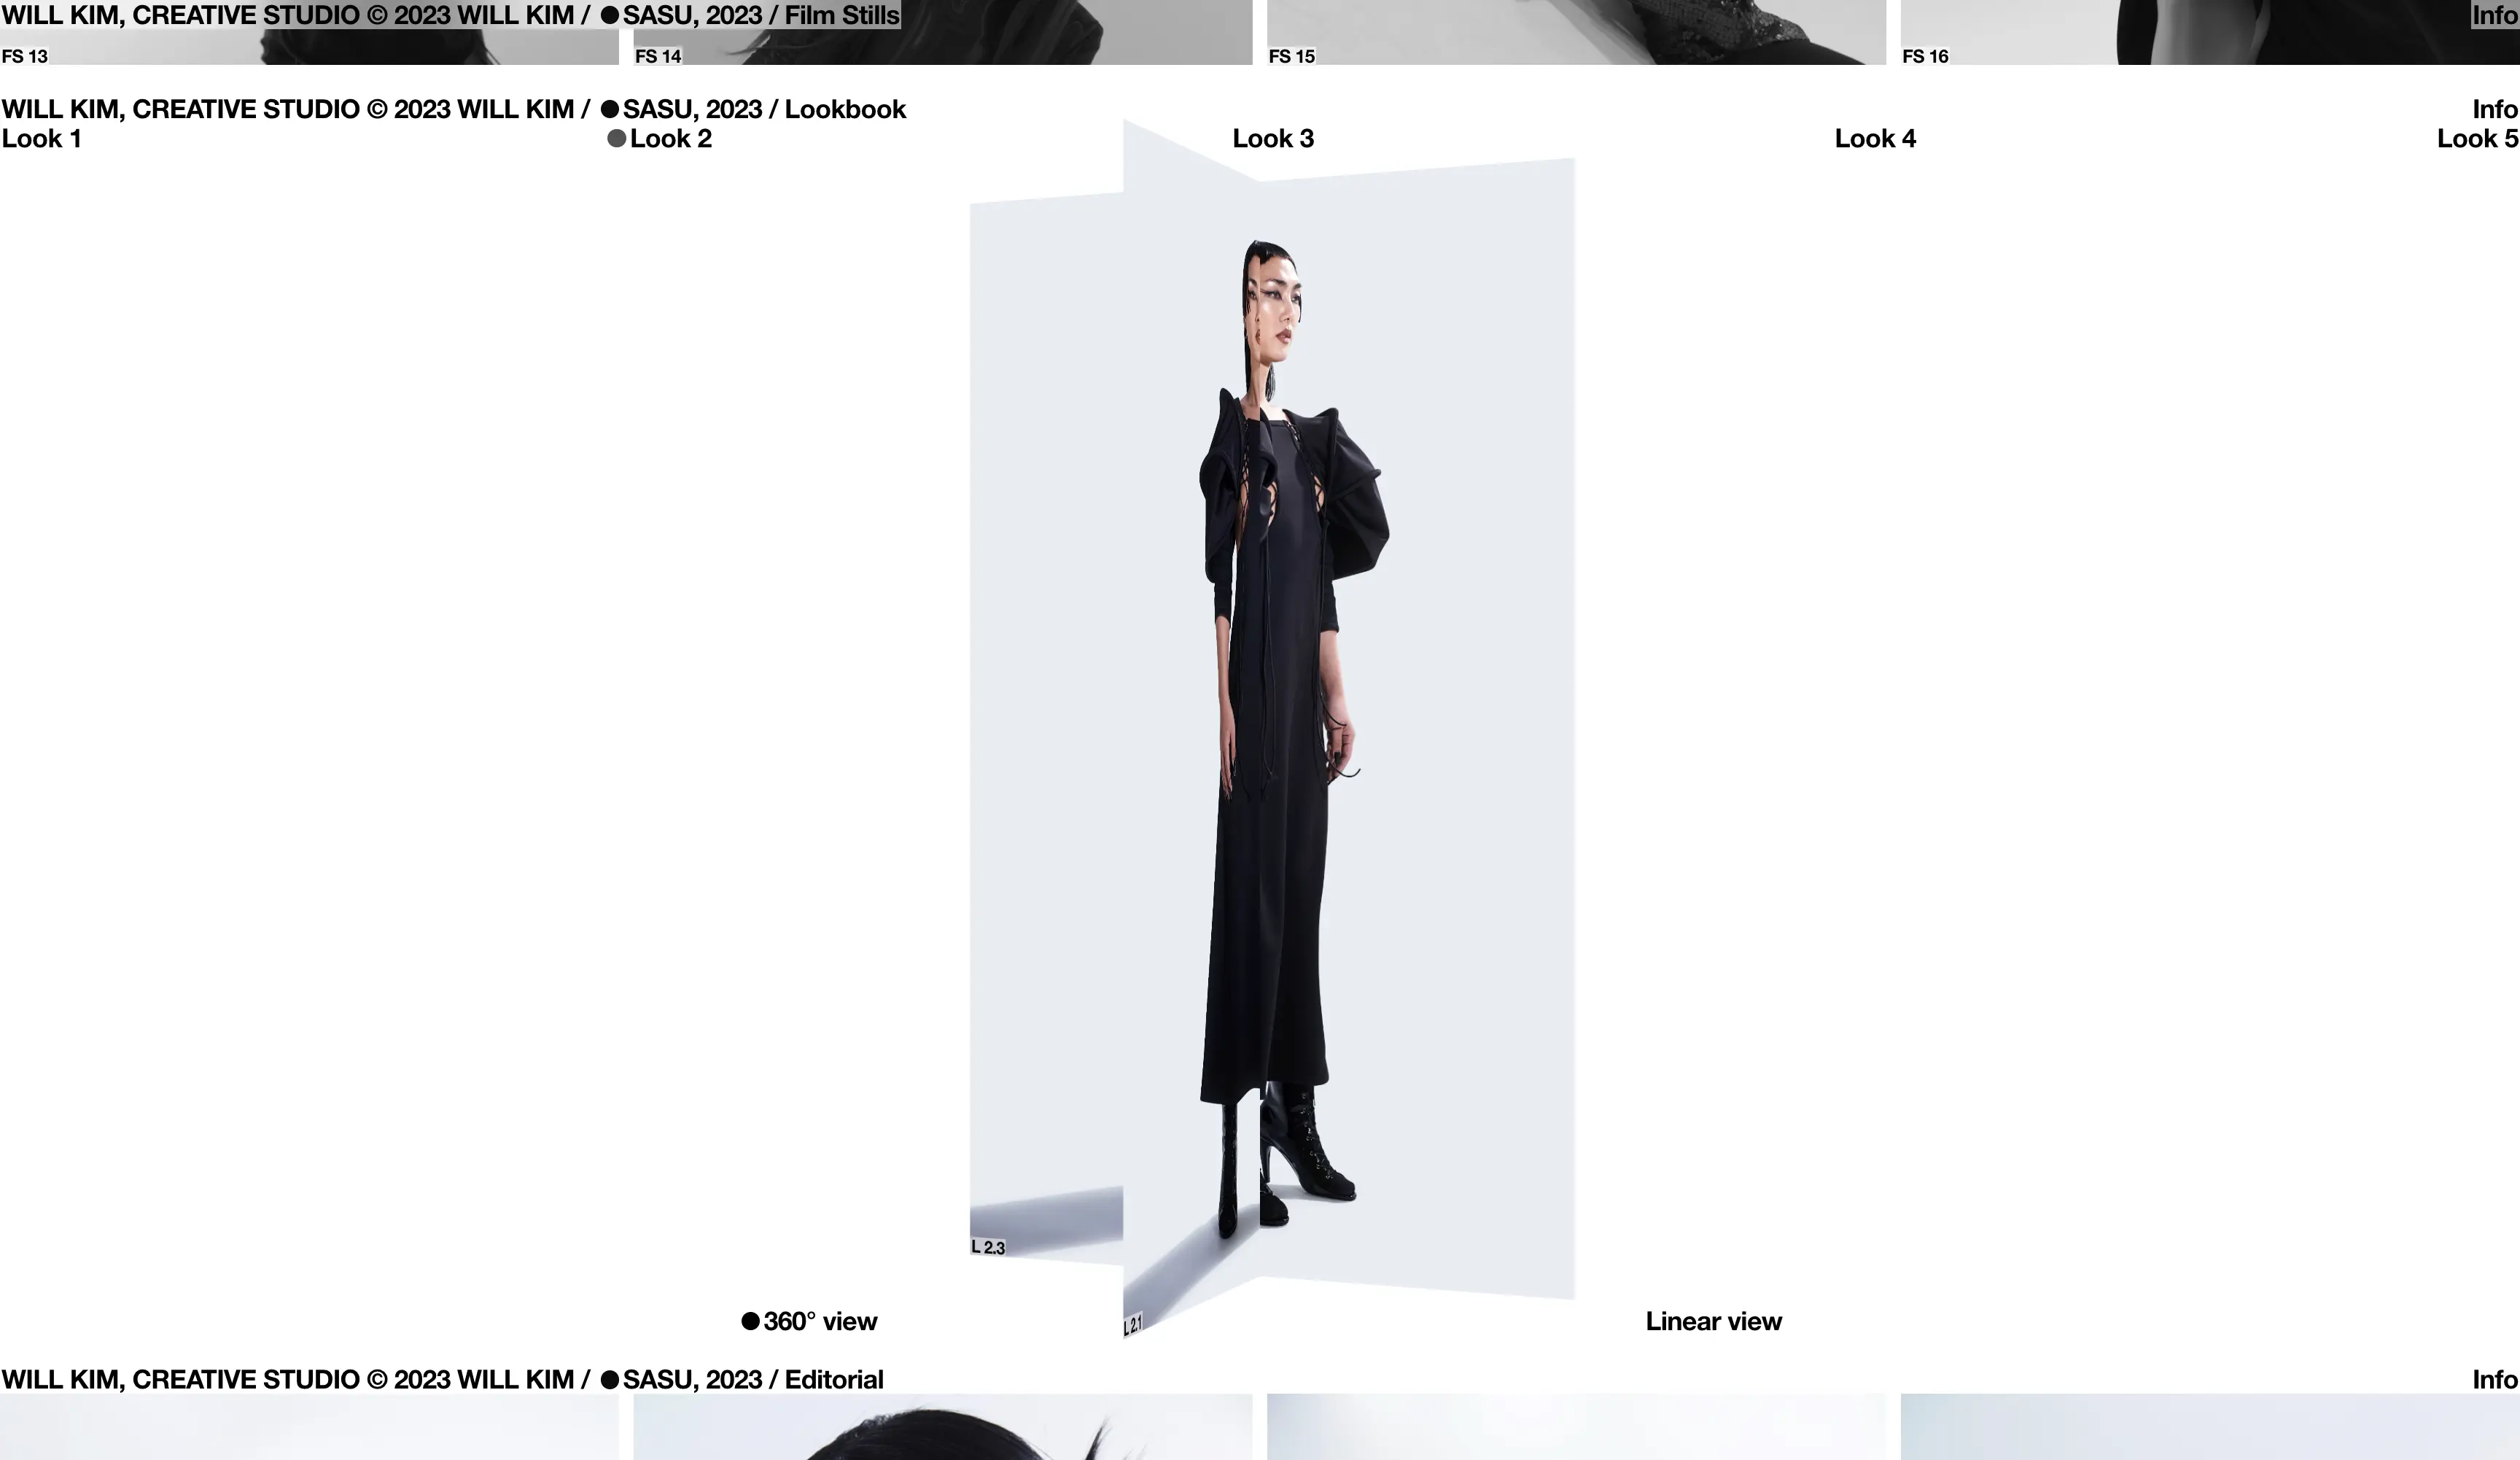 WILL KIM, CREATIVE STUDIO © 2023 WILL KIM / ●SASU, 2023 / Film Stills
Info
FS 13
FS 14
FS 15
FS 16
WILL KIM, CREATIVE STUDIO © 2023 WILL KIM / ●SASU, 2023 / Lookbook
Info
Look 1
●Look 2
Look 3
Look 4
Look 5
L 2.3
L 2.1
●360° view
Linear view
WILL KIM, CREATIVE STUDIO © 2023 WILL KIM / ●SASU, 2023 / Editorial
Info